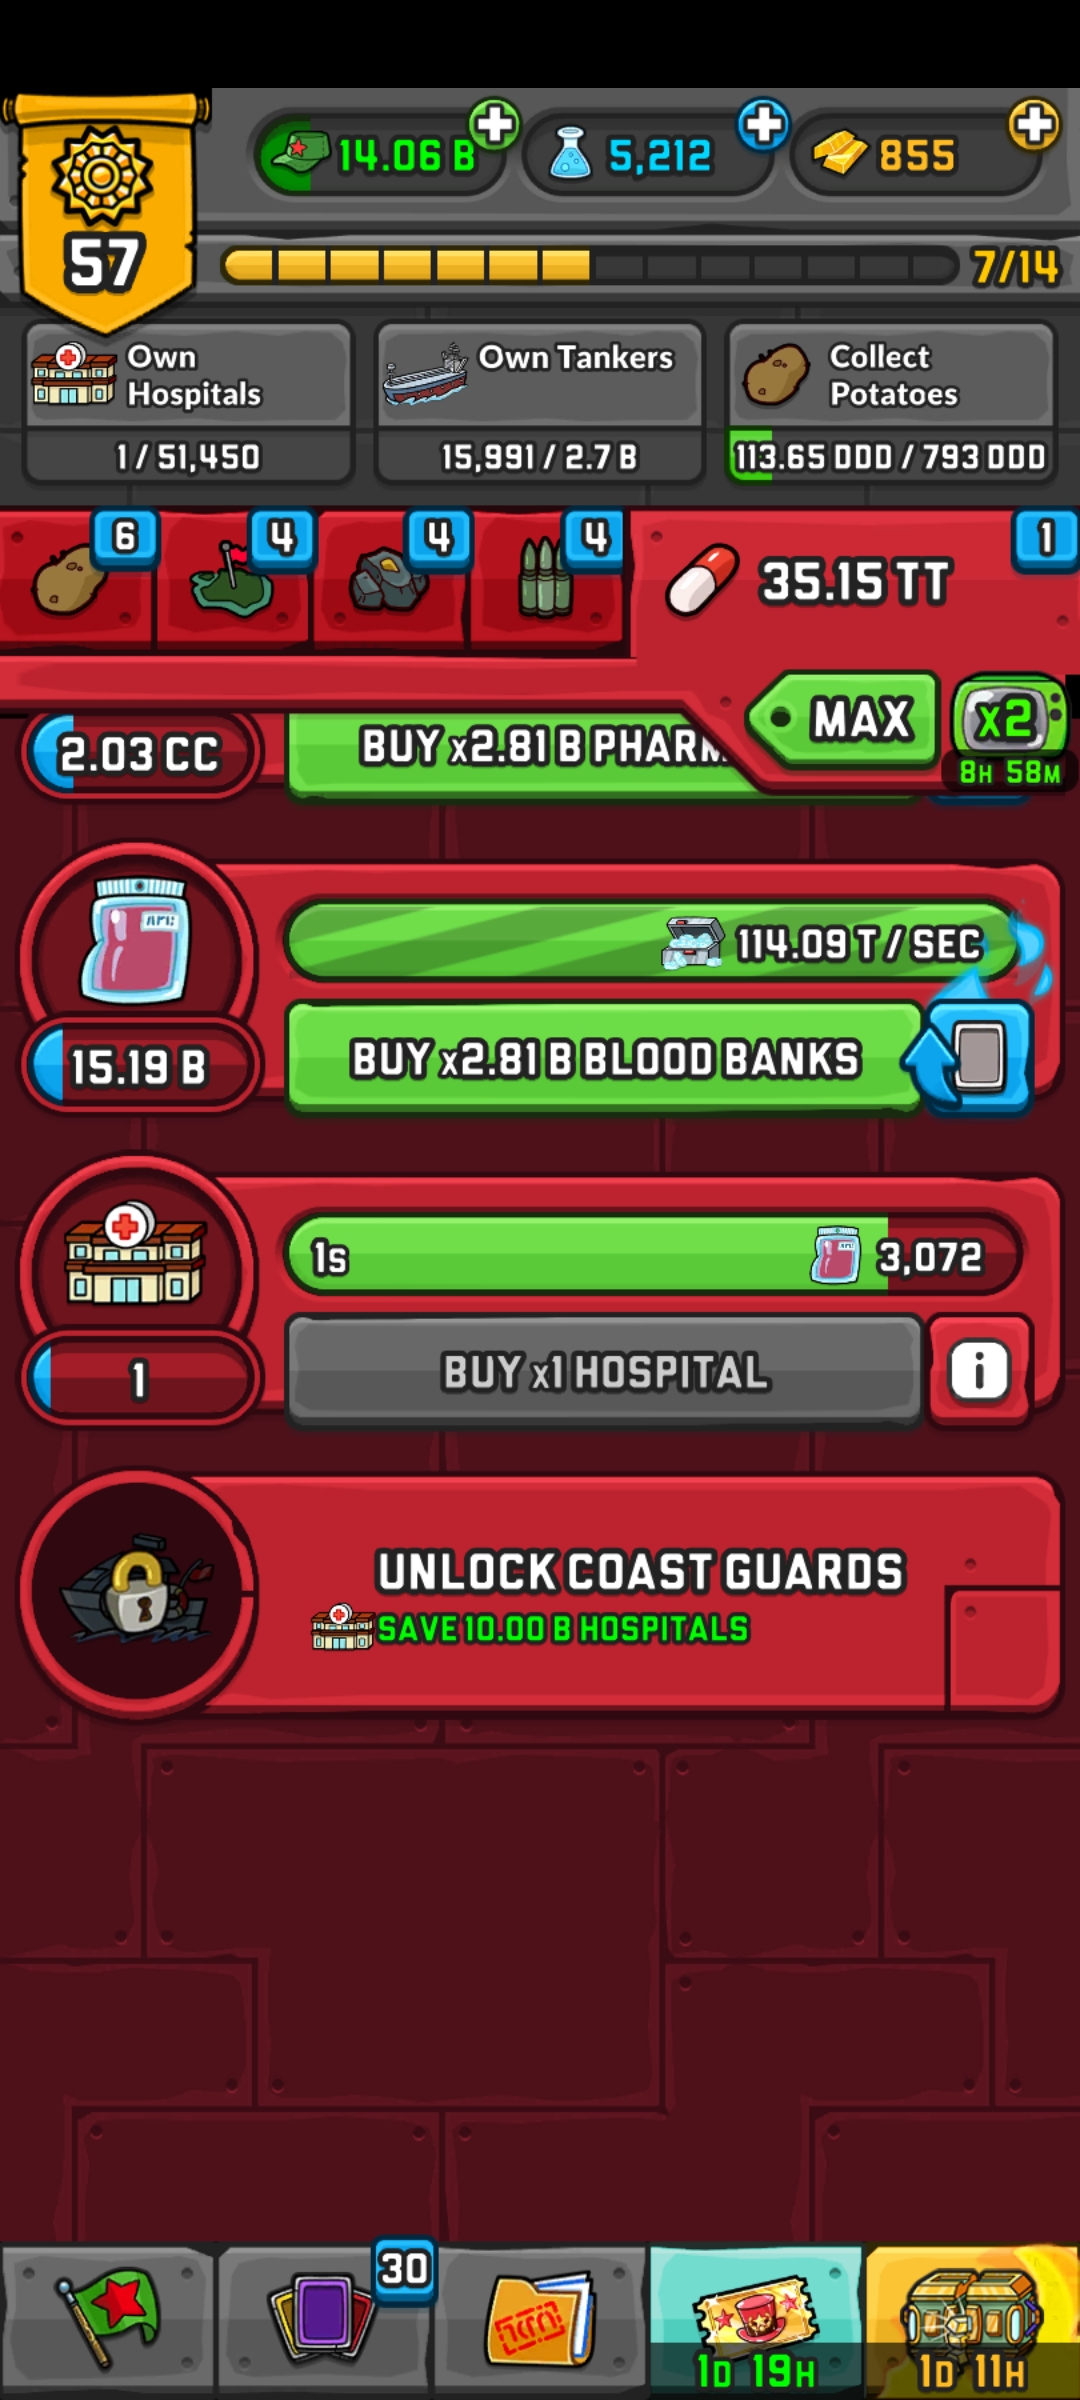 14.06 B
5,212
855
57
7/14
Own
Hospitals
1 / 51,450
Own Tankers
15,991 / 2.7 B
Collect
Potatoes
113.65 DDD / 793 DDD
6
4
4
4
1
35.15 TT
MAX
x2
8H 58M
2.03 CC
BUY x2.81 B PHARM
114.09 T / SEC
15.19 B
BUY x2.81 B BLOOD BANKS
1s
3,072
1
BUY x1 HOSPITAL
i
UNLOCK COAST GUARDS
SAVE 10.00 B HOSPITALS
30
1D 19H
1D 11H